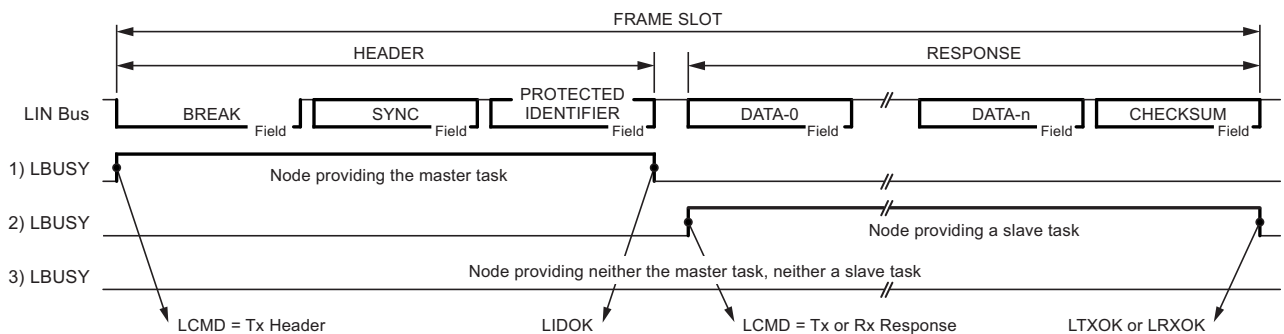 FRAME SLOT
HEADER
RESPONSE
LIN Bus
BREAK
Field
SYNC
Field
PROTECTED
IDENTIFIER
Field
DATA-0
Field
DATA-n
Field
CHECKSUM
Field
1) LBUSY
Node providing the master task
2) LBUSY
Node providing a slave task
3) LBUSY
Node providing neither the master task, neither a slave task
LCMD = Tx Header
LIDOK
LCMD = Tx or Rx Response
LTXOK or LRXOK